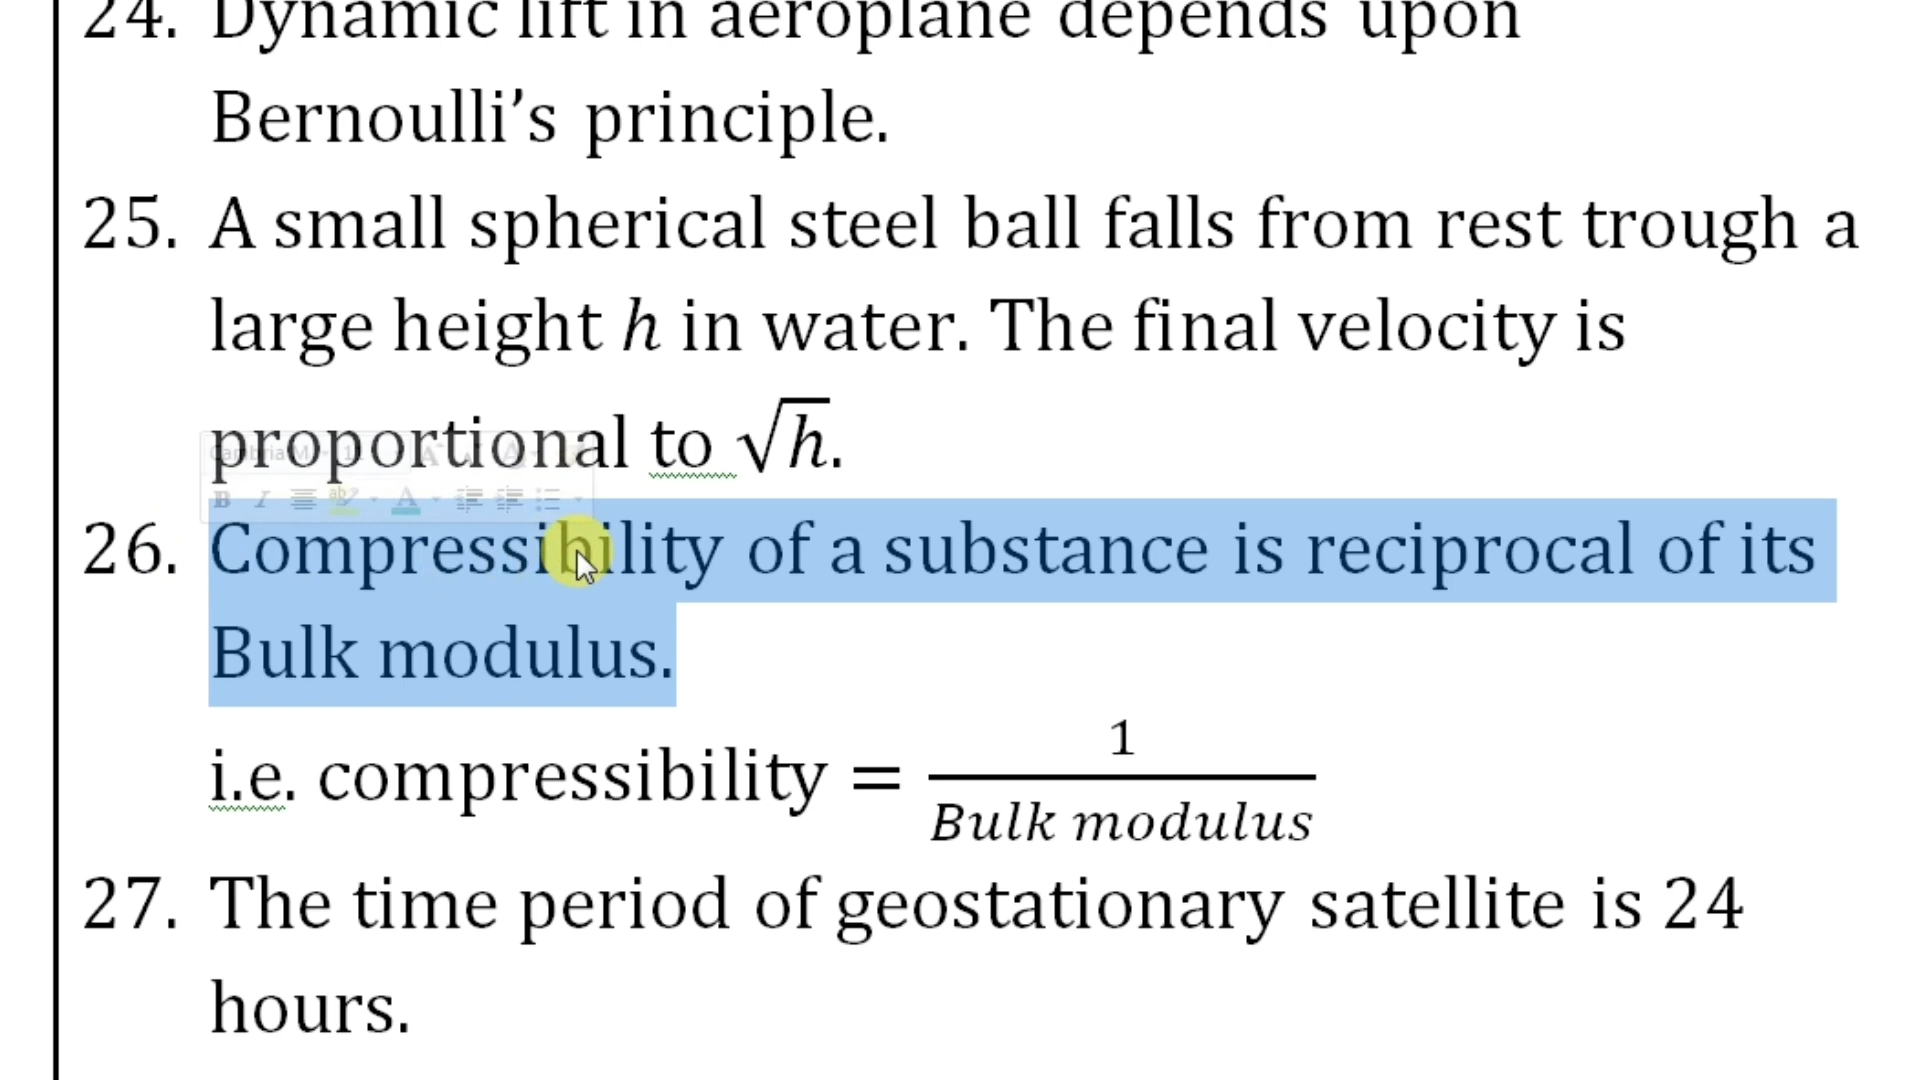 24. Dynamic lift in aeroplane depends upon
Bernoulli’s principle.
25. A small spherical steel ball falls from rest trough a
large height h in water. The final velocity is
proportional to √h.
26. Compressibility of a substance is reciprocal of its
Bulk modulus.
i.e. compressibility = 1
Bulk modulus
27. The time period of geostationary satellite is 24
hours.